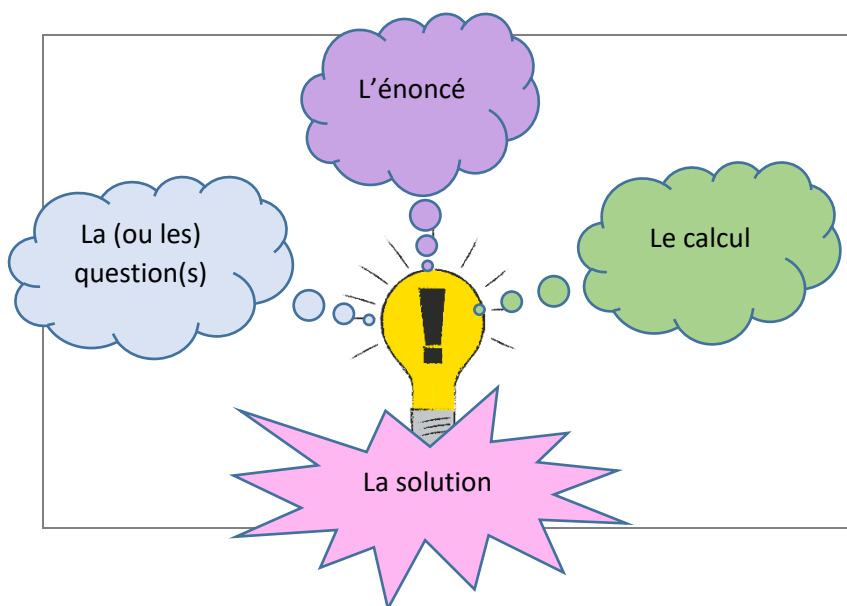 L’énoncé
La (ou les)
question(s)
Le calcul
!
La solution